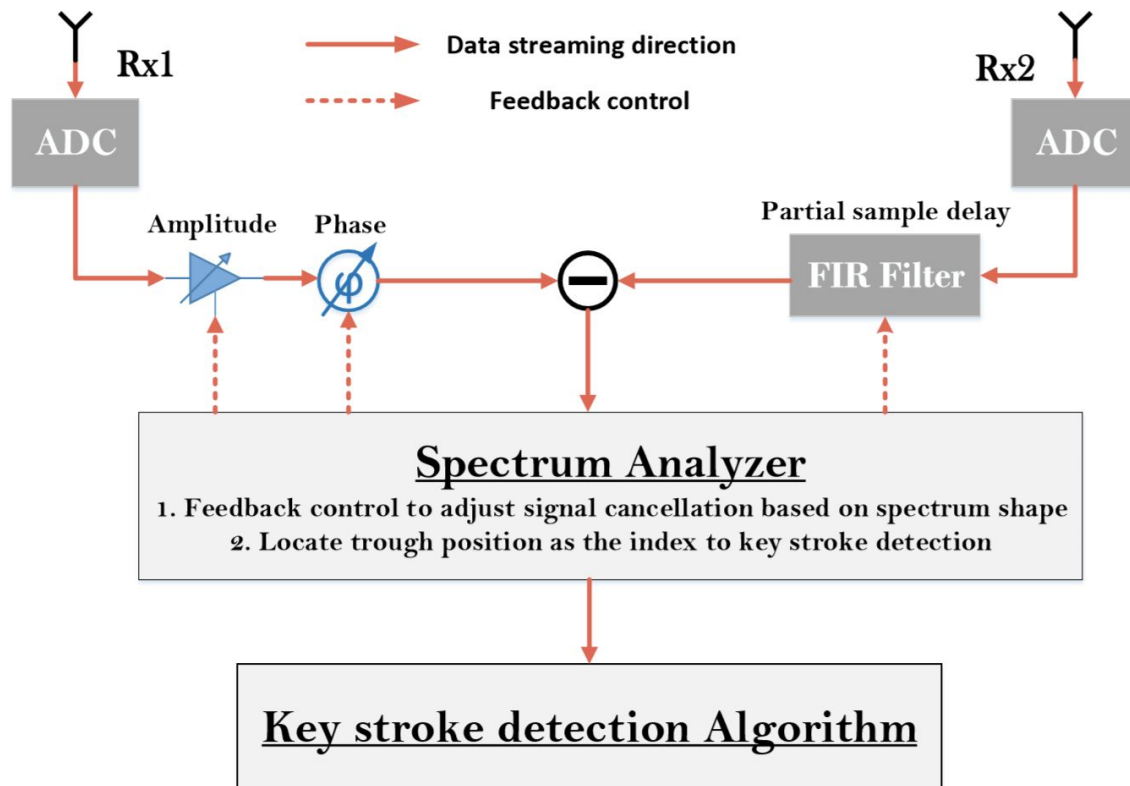 Rx1
Data streaming direction
Feedback control
Rx2
ADC
ADC
Amplitude
Phase
φ
Partial sample delay
FIR Filter
Spectrum Analyzer
1. Feedback control to adjust signal cancellation based on spectrum shape
2. Locate trough position as the index to key stroke detection
Key stroke detection Algorithm